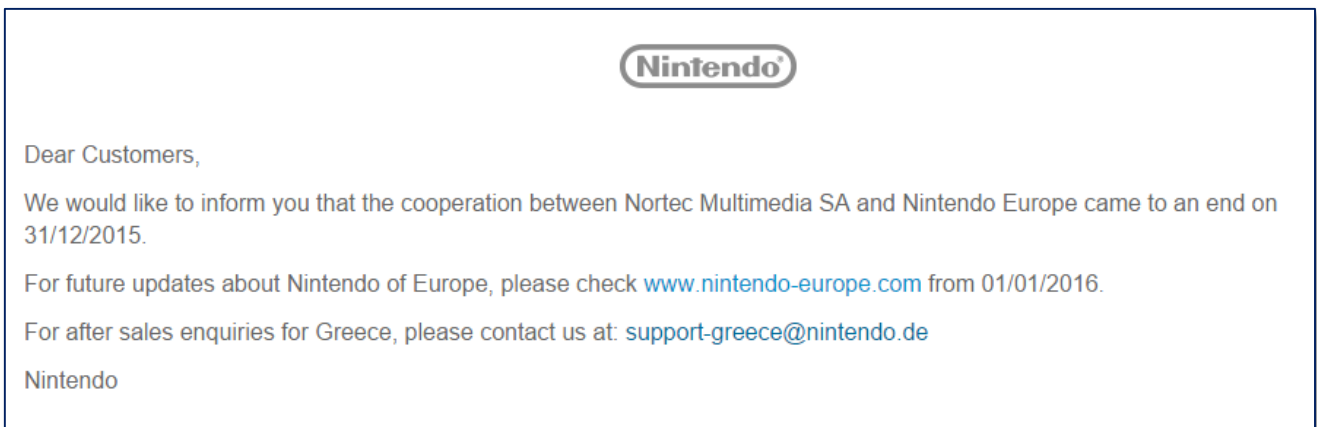 Nintendo®
Dear Customers,
We would like to inform you that the cooperation between Nortec Multimedia SA and Nintendo Europe came to an end on
31/12/2015.
For future updates about Nintendo of Europe, please check www.nintendo-europe.com from 01/01/2016.
For after sales enquiries for Greece, please contact us at: support-greece@nintendo.de
Nintendo